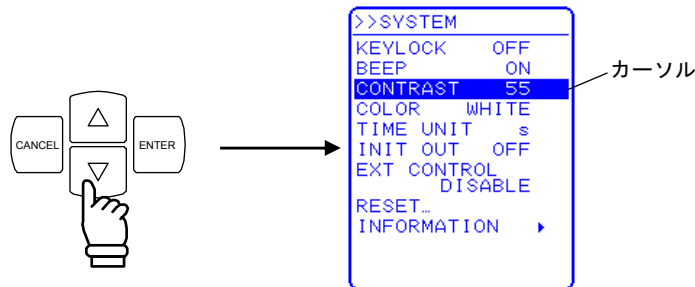 CANCEL
△
▽
ENTER
>>SYSTEM
KEYLOCK OFF
BEEP ON
CONTRAST 55
COLOR WHITE
TIME UNIT s
INIT OUT OFF
EXT CONTROL
DISABLE
RESET…
INFORMATION ▶
カーソル